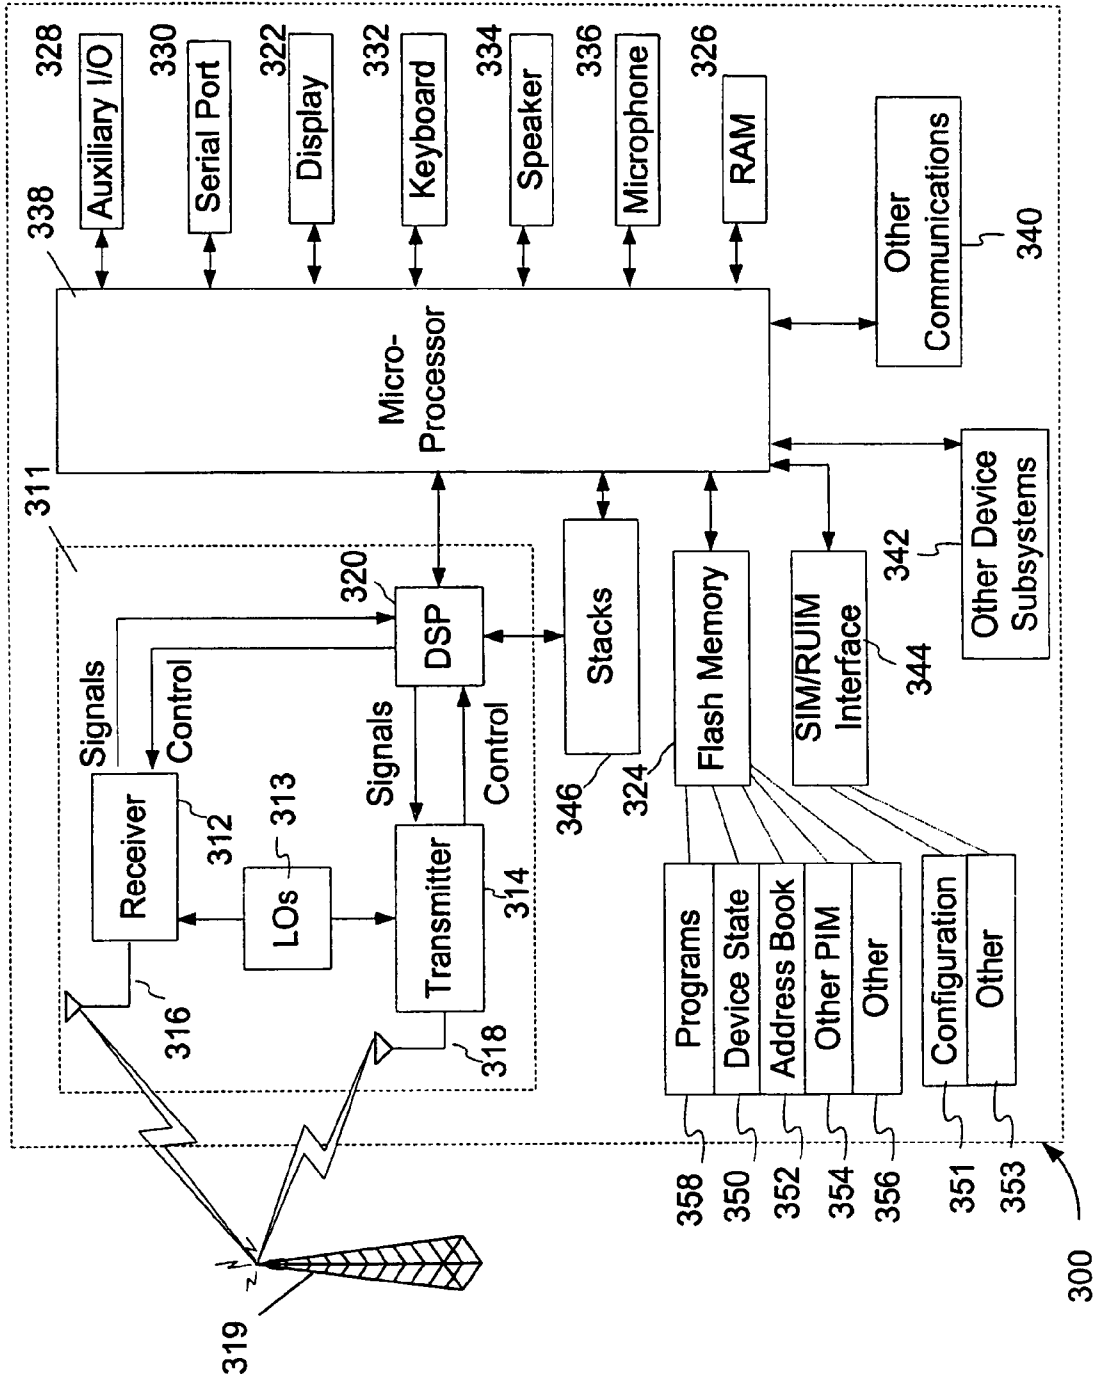 319
300
311
316
Receiver
312
Signals
Control
LOs
313
318
Transmitter
314
Signals
Control
DSP
320
Stacks
346
338
Micro-
Processor
328
Auxiliary I/O
330
Serial Port
322
Display
332
Keyboard
334
Speaker
336
Microphone
326
RAM
Other
Communications
340
Flash Memory
324
358
Programs
350
Device State
352
Address Book
354
Other PIM
356
Other
SIM/RUIM
Interface
344
351
Configuration
353
Other
342
Other Device
Subsystems